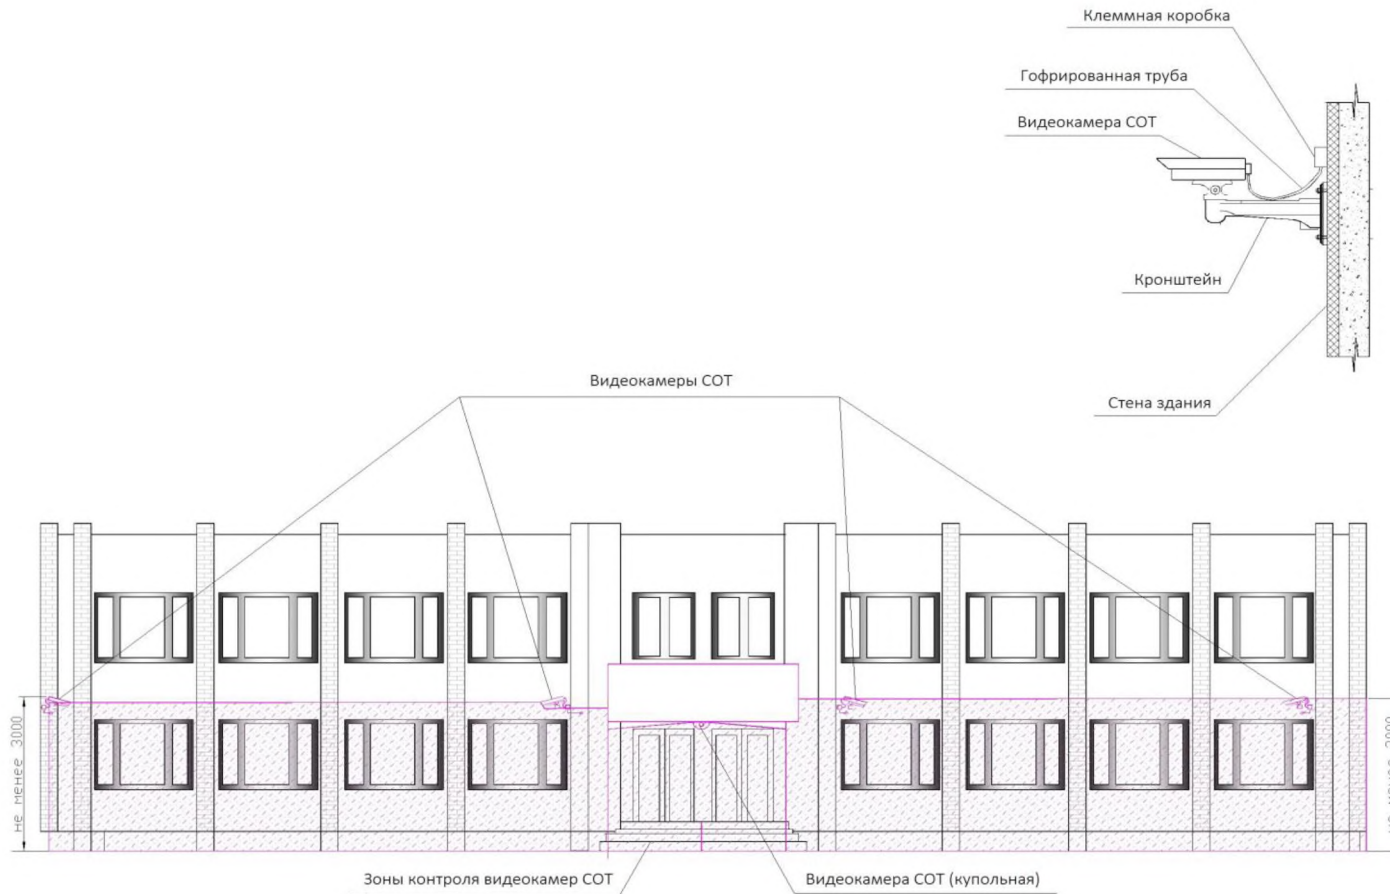 Клеммная коробка
Гофрированная труба
Видеокамера СОТ
Кронштейн
Видеокамеры СОТ
Стена здания
не менее 3000
Зоны контроля видеокамер СОТ
Видеокамера СОТ (купольная)